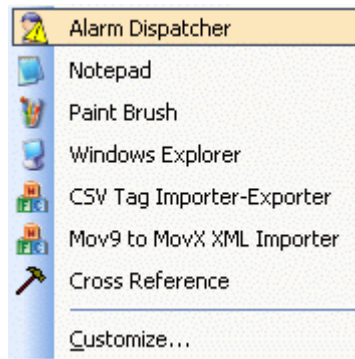 Alarm Dispatcher
Notepad
Paint Brush
Windows Explorer
CSV Tag Importer-Exporter
Mov9 to MovX XML Importer
Cross Reference
Customize...